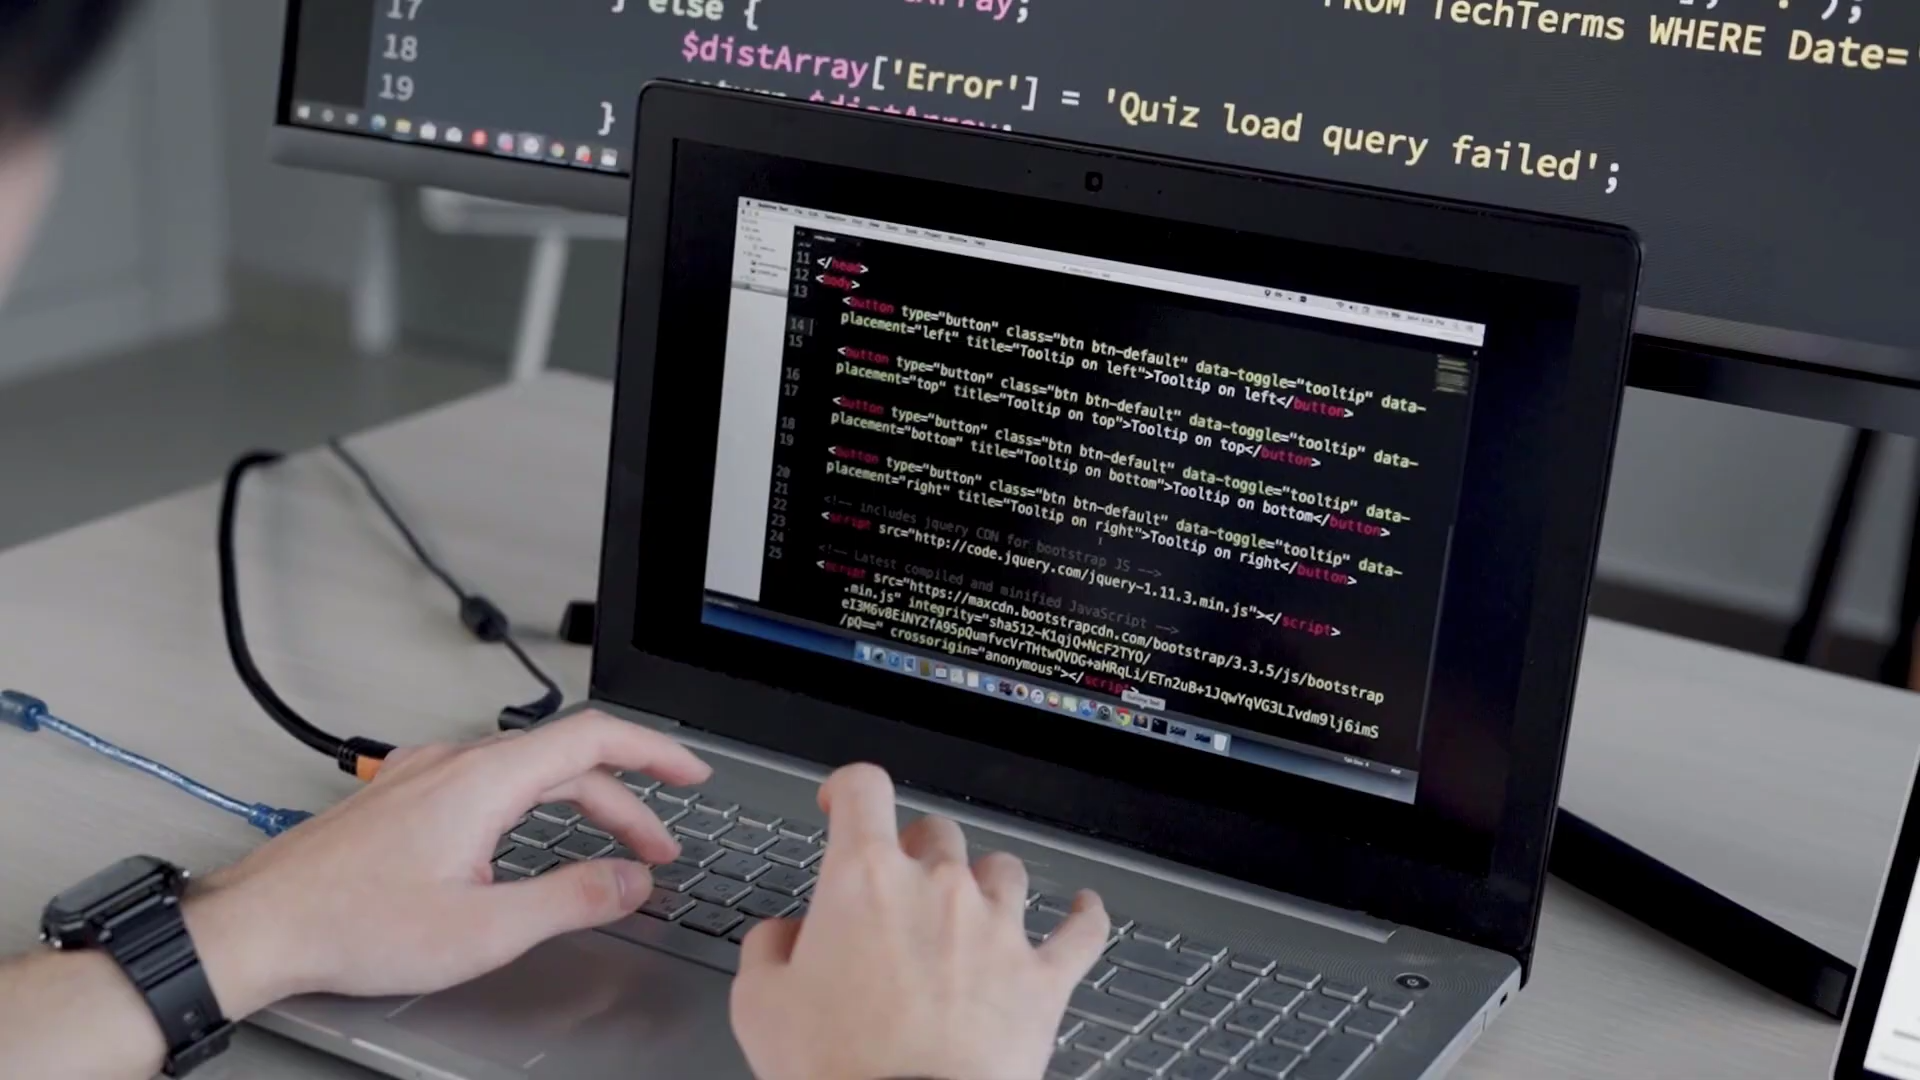 17
} else {
18
$distArray['Error'] = 'Quiz load query failed';
19
}
FROM TechTerms WHERE Date='
11
</head>
12
<body>
13
<button type="button" class="btn btn-default" data-toggle="tooltip" data-
placement="left" title="Tooltip on left">Tooltip on left</button>
14
15
<button type="button" class="btn btn-default" data-toggle="tooltip" data-
placement="top" title="Tooltip on top">Tooltip on top</button>
16
17
<button type="button" class="btn btn-default" data-toggle="tooltip" data-
placement="bottom" title="Tooltip on bottom">Tooltip on bottom</button>
18
19
<button type="button" class="btn btn-default" data-toggle="tooltip" data-
placement="right" title="Tooltip on right">Tooltip on right</button>
20
21
<!-- includes jquery CDN for bootstrap JS -->
22
<script src="http://code.jquery.com/jquery-1.11.3.min.js"></script>
23
24
<!-- Latest compiled and minified JavaScript -->
25
<script src="https://maxcdn.bootstrapcdn.com/bootstrap/3.3.5/js/bootstrap
.min.js" integrity="sha512-K1qjQ+NcF2TYO/
eI3M6v8EiNYZfA95pQumfvcVrTHtwQVDG+aHRqLi/ETn2uB+1JqwYqVG3LIvdm9lj6imS
/pQ==" crossorigin="anonymous"></script>